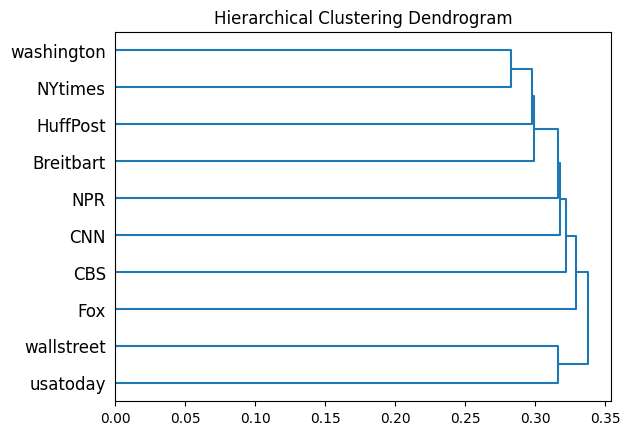 Hierarchical Clustering Dendrogram
washington
NYtimes
HuffPost
Breitbart
NPR
CNN
CBS
Fox
wallstreet
usatoday
0.00 0.05 0.10 0.15 0.20 0.25 0.30 0.35